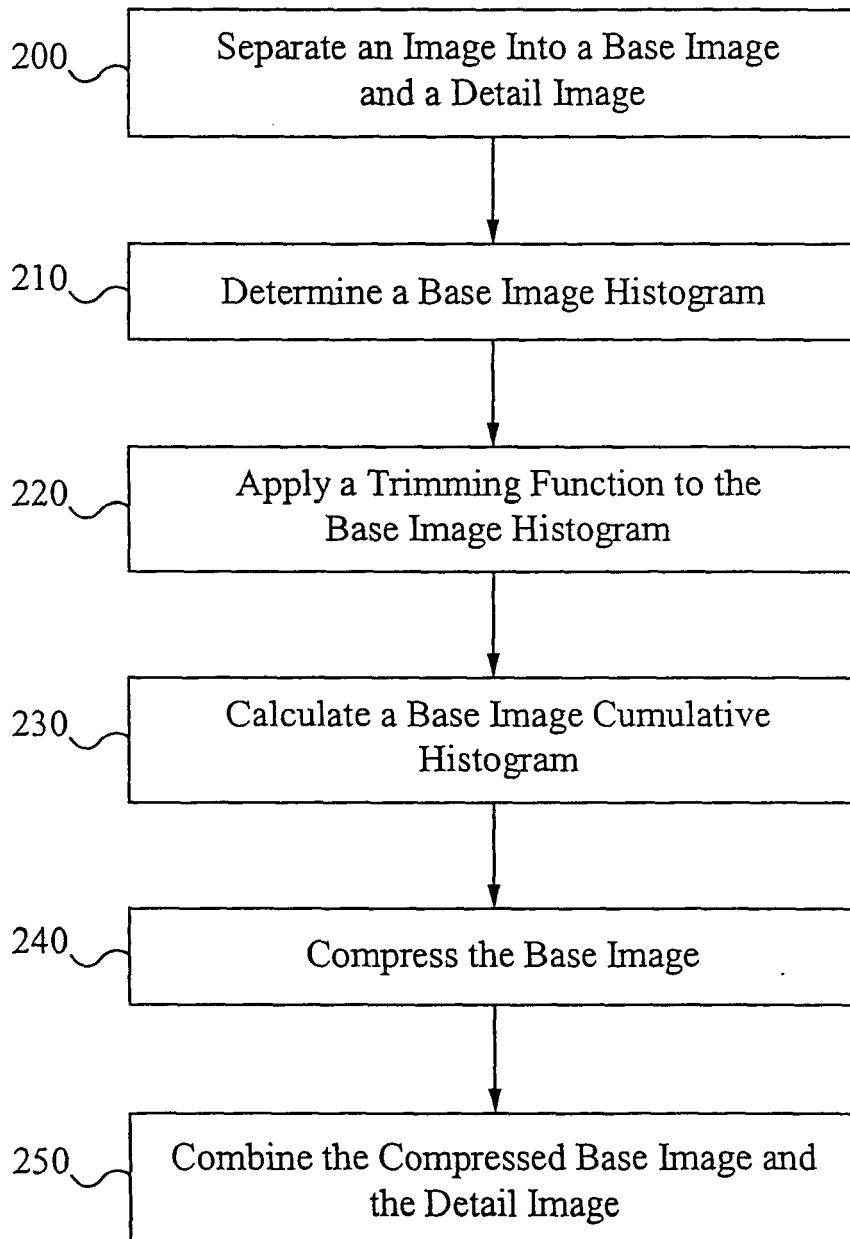 200
Separate an Image Into a Base Image
and a Detail Image
210
Determine a Base Image Histogram
220
Apply a Trimming Function to the
Base Image Histogram
230
Calculate a Base Image Cumulative
Histogram
240
Compress the Base Image
250
Combine the Compressed Base Image and
the Detail Image